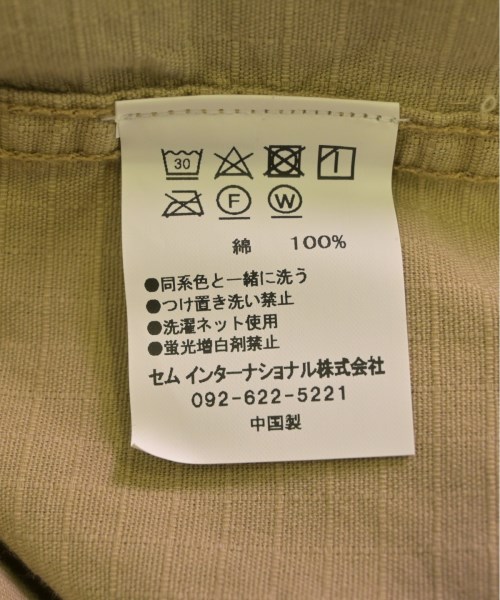 30
F W
綿 100%
●同系色と一緒に洗う
●つけ置き洗い禁止
●洗濯ネット使用
●蛍光増白剤禁止
セム インターナショナル株式会社
092-622-5221
中国製